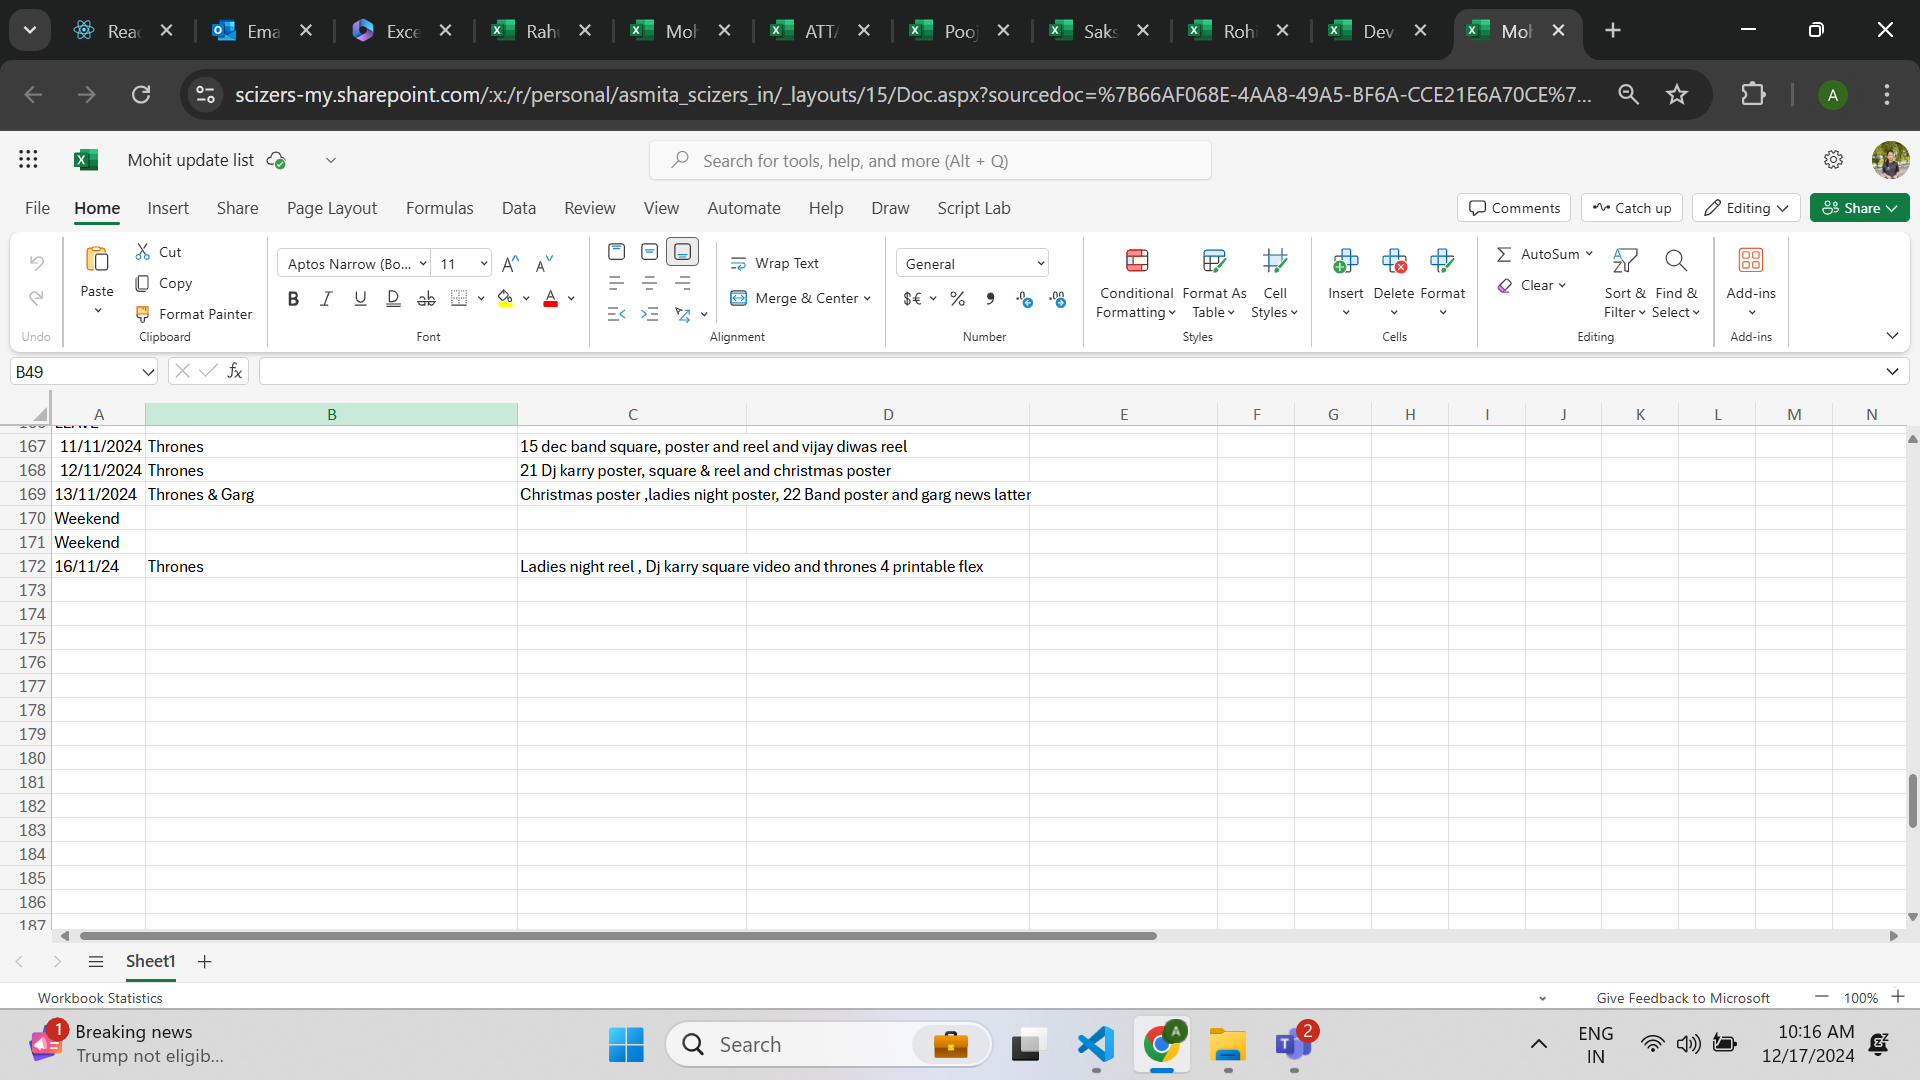 Reac
Ema
Exce
Rah
Moh
ATTA
Pooj
Saks
Rohi
Dev
Moh
scizers-my.sharepoint.com/:x:/r/personal/asmita_scizers_in/_layouts/15/Doc.aspx?sourcedoc=%7B66AF068E-4AA8-49A5-BF6A-CCE21E6A70CE%7...
A
Mohit update list
Search for tools, help, and more (Alt + Q)
File Home Insert Share Page Layout Formulas Data Review View Automate Help Draw Script Lab
Comments Catch up Editing Share
Undo
Paste
Cut
Copy
Format Painter
Clipboard
Aptos Narrow (Bo... 11
Font
Wrap Text
Merge & Center
Alignment
General
Number
Conditional Formatting
Format As Table
Cell Styles
Styles
Insert Delete Format
Cells
AutoSum
Clear
Sort & Filter
Find & Select
Editing
Add-ins
Add-ins
B49
A B C D E F G H I J K L M N
167 11/11/2024 Thrones 15 dec band square, poster and reel and vijay diwas reel
168 12/11/2024 Thrones 21 Dj karry poster, square & reel and christmas poster
169 13/11/2024 Thrones & Garg Christmas poster ,ladies night poster, 22 Band poster and garg news latter
170 Weekend
171 Weekend
172 16/11/24 Thrones Ladies night reel , Dj karry square video and thrones 4 printable flex
173
174
175
176
177
178
179
180
181
182
183
184
185
186
187
Sheet1
Workbook Statistics
Give Feedback to Microsoft
100%
1
Breaking news
Trump not eligib...
Search
A
2
ENG
IN
10:16 AM
12/17/2024